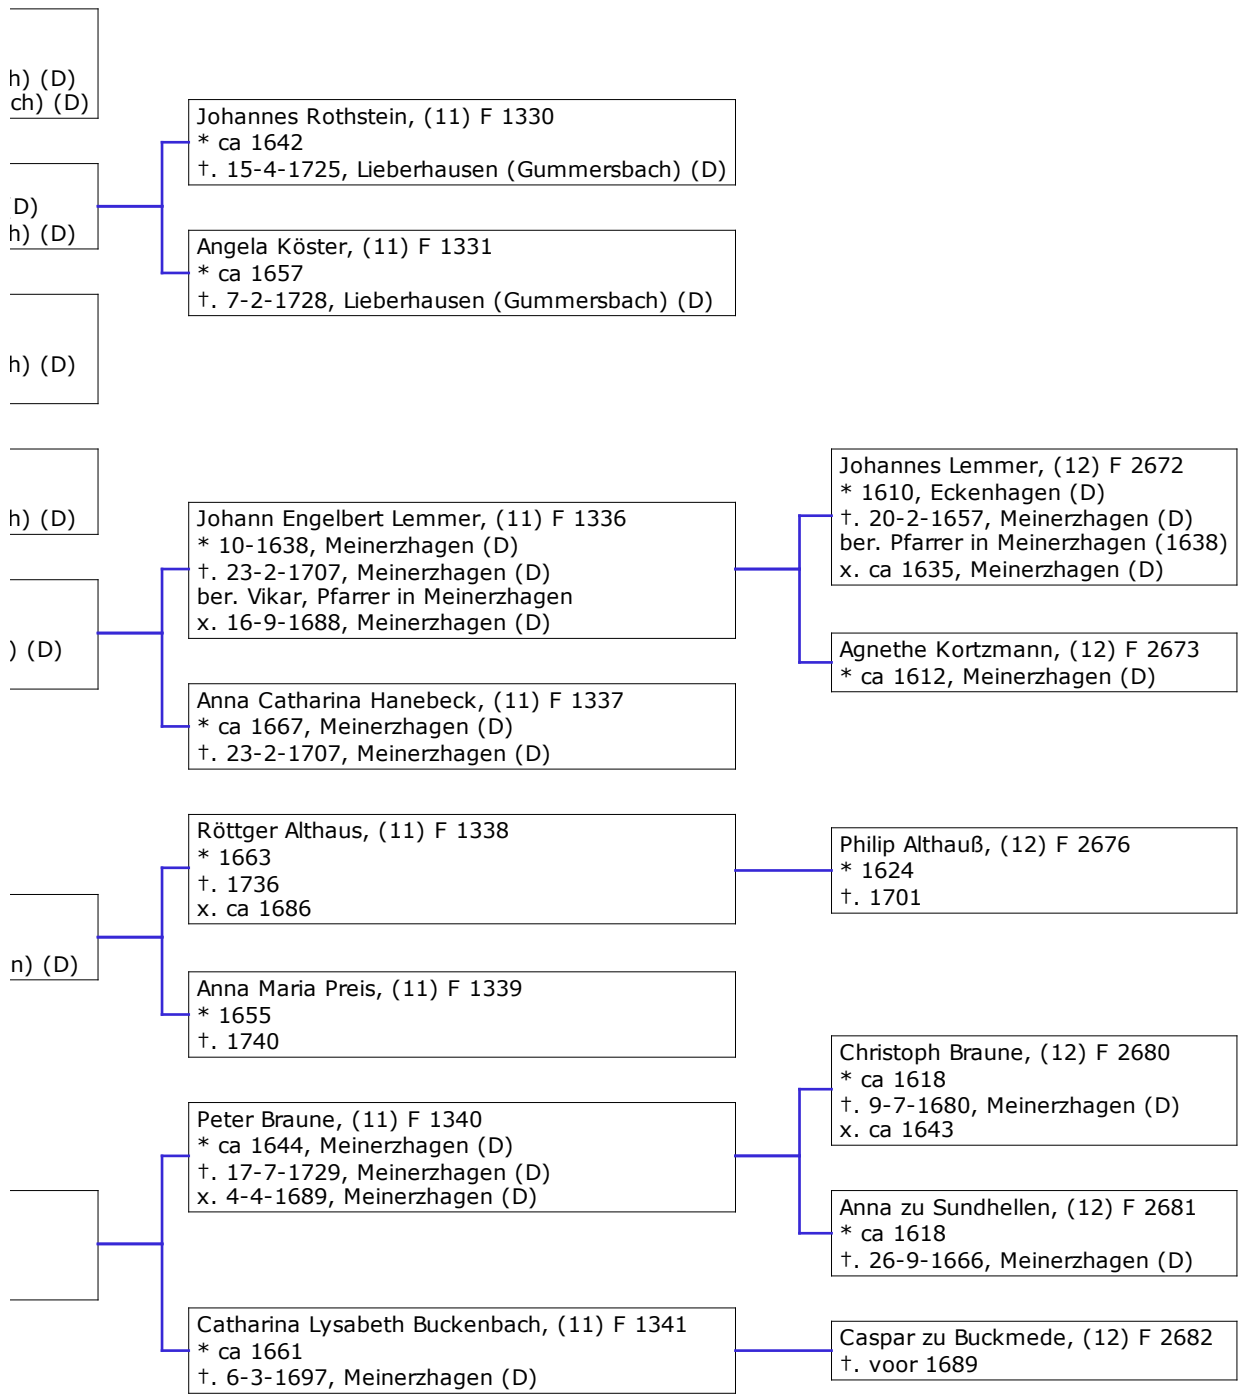 h) (D)
ch) (D)
D)
h) (D)
h) (D)
h) (D)
) (D)
n) (D)
Johannes Rothstein, (11) F 1330
* ca 1642
†. 15-4-1725, Lieberhausen (Gummersbach) (D)
Angela Köster, (11) F 1331
* ca 1657
†. 7-2-1728, Lieberhausen (Gummersbach) (D)
Johann Engelbert Lemmer, (11) F 1336
* 10-1638, Meinerzhagen (D)
†. 23-2-1707, Meinerzhagen (D)
ber. Vikar, Pfarrer in Meinerzhagen
x. 16-9-1688, Meinerzhagen (D)
Anna Catharina Hanebeck, (11) F 1337
* ca 1667, Meinerzhagen (D)
†. 23-2-1707, Meinerzhagen (D)
Röttger Althaus, (11) F 1338
* 1663
†. 1736
x. ca 1686
Anna Maria Preis, (11) F 1339
* 1655
†. 1740
Peter Braune, (11) F 1340
* ca 1644, Meinerzhagen (D)
†. 17-7-1729, Meinerzhagen (D)
x. 4-4-1689, Meinerzhagen (D)
Catharina Lysabeth Buckenbach, (11) F 1341
* ca 1661
†. 6-3-1697, Meinerzhagen (D)
Johannes Lemmer, (12) F 2672
* 1610, Eckenhagen (D)
†. 20-2-1657, Meinerzhagen (D)
ber. Pfarrer in Meinerzhagen (1638)
x. ca 1635, Meinerzhagen (D)
Agnethe Kortzmann, (12) F 2673
* ca 1612, Meinerzhagen (D)
Philip Althauß, (12) F 2676
* 1624
†. 1701
Christoph Braune, (12) F 2680
* ca 1618
†. 9-7-1680, Meinerzhagen (D)
x. ca 1643
Anna zu Sundhellen, (12) F 2681
* ca 1618
†. 26-9-1666, Meinerzhagen (D)
Caspar zu Buckmede, (12) F 2682
†. voor 1689